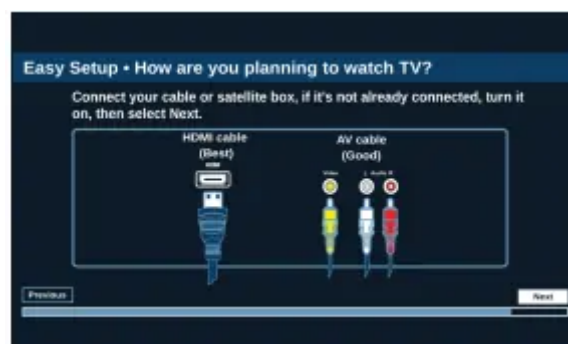 Easy Setup • How are you planning to watch TV?
Connect your cable or satellite box, if it's not already connected, turn it
on, then select Next.
HDMI cable
(Best)
HDMI
AV cable
(Good)
Video L Audio R
Previous
Next